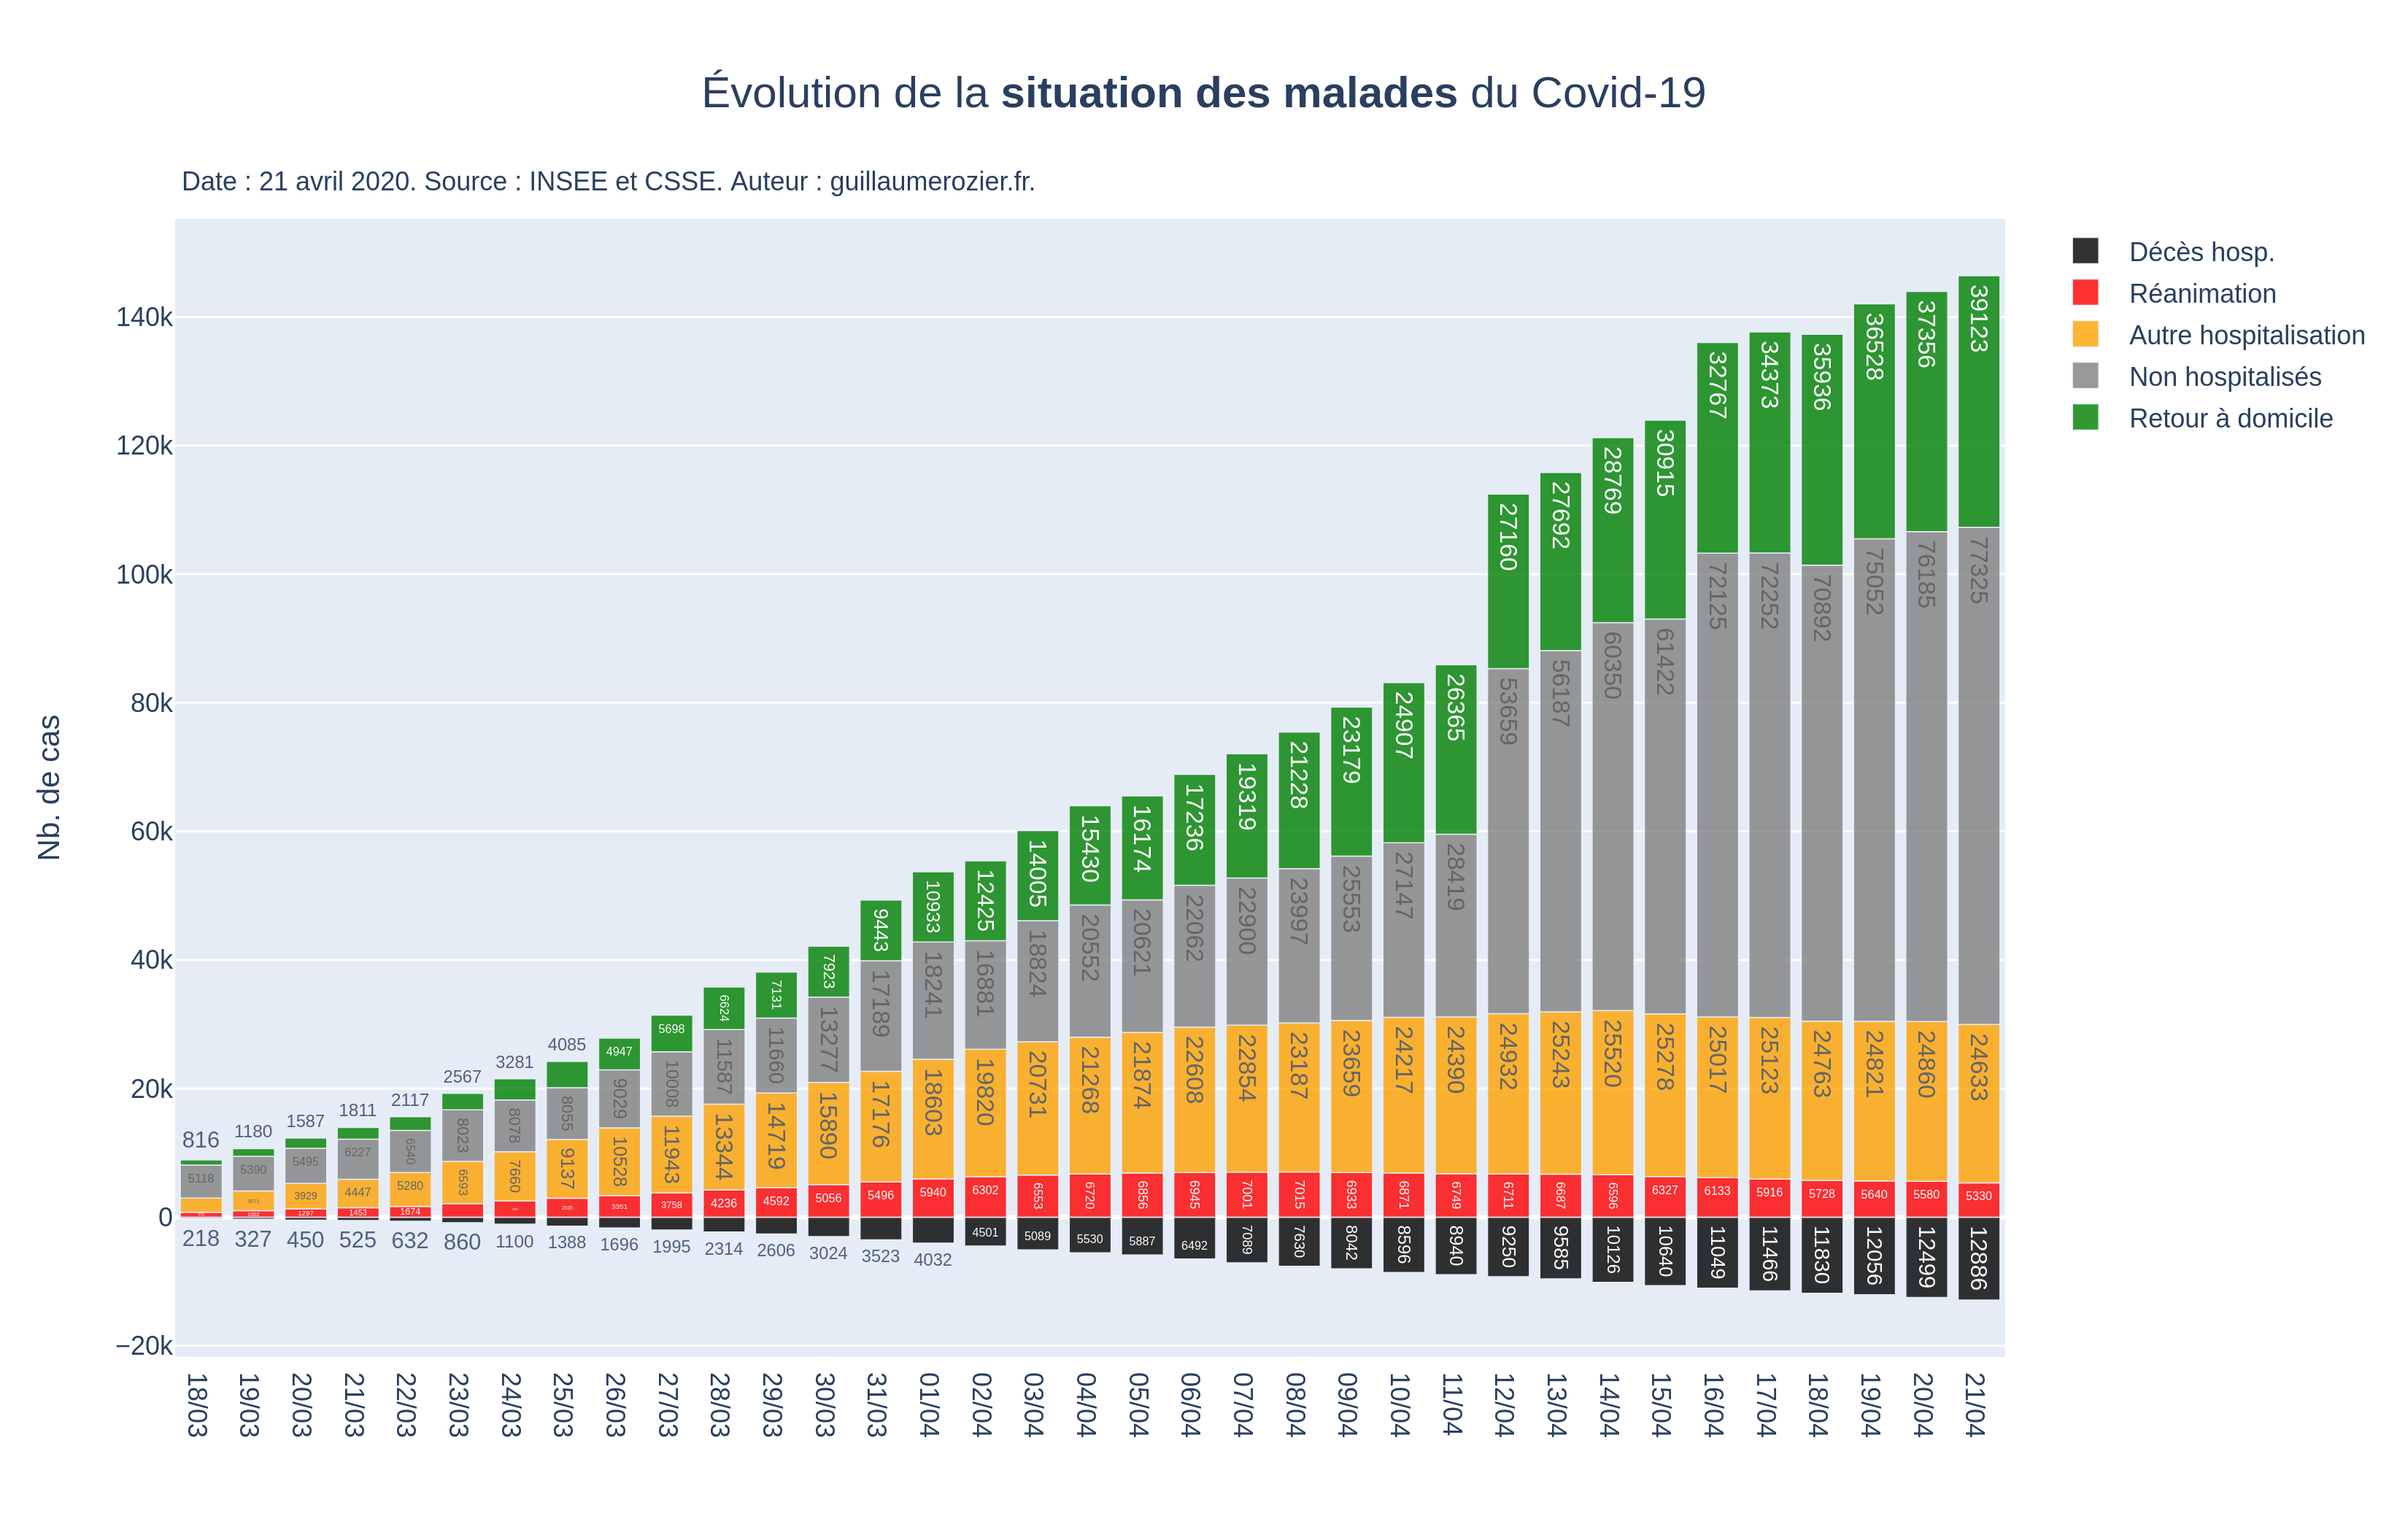 Évolution de la situation des malades du Covid-19
Date : 21 avril 2020. Source : INSEE et CSSE. Auteur : guillaumerozier.fr.
Décès hosp.
Réanimation
Autre hospitalisation
Non hospitalisés
Retour à domicile
Nb. de cas
140k
120k
100k
80k
60k
40k
20k
0
−20k
816 1180 1587 1811 2117 2567 3281 4085 4947 5698 6624 7131 7923 9443 10933 12425 14005 15430 16174 17236 19319 21228 23179 24907 26365 27160 27692 28769 30915 32767 34373 35936 36528 37356 39123
5118 5390 5495 6227 6540 8023 8078 8055 9029 10008 11587 11660 13277 17189 18241 16881 18824 20552 20621 22062 22900 23997 25553 27147 28419 53659 56187 60350 61422 72125 72252 70892 75052 76185 77325
3929 4447 5280 6593 7660 9137 10528 11943 13344 14719 15890 17176 18603 19820 20731 21268 21874 22608 22854 23187 23659 24217 24390 24932 25243 25520 25278 25017 25123 24763 24821 24860 24633
1297 1453 1674 3351 3758 4236 4592 5056 5496 5940 6302 6553 6720 6856 6945 7001 7015 6933 6871 6749 6711 6687 6596 6327 6133 5916 5728 5640 5580 5330
218 327 450 525 632 860 1100 1388 1696 1995 2314 2606 3024 3523 4032 4501 5089 5530 5887 6492 7089 7630 8042 8596 8940 9250 9585 10126 10640 11049 11466 11830 12056 12499 12886
18/03 19/03 20/03 21/03 22/03 23/03 24/03 25/03 26/03 27/03 28/03 29/03 30/03 31/03 01/04 02/04 03/04 04/04 05/04 06/04 07/04 08/04 09/04 10/04 11/04 12/04 13/04 14/04 15/04 16/04 17/04 18/04 19/04 20/04 21/04